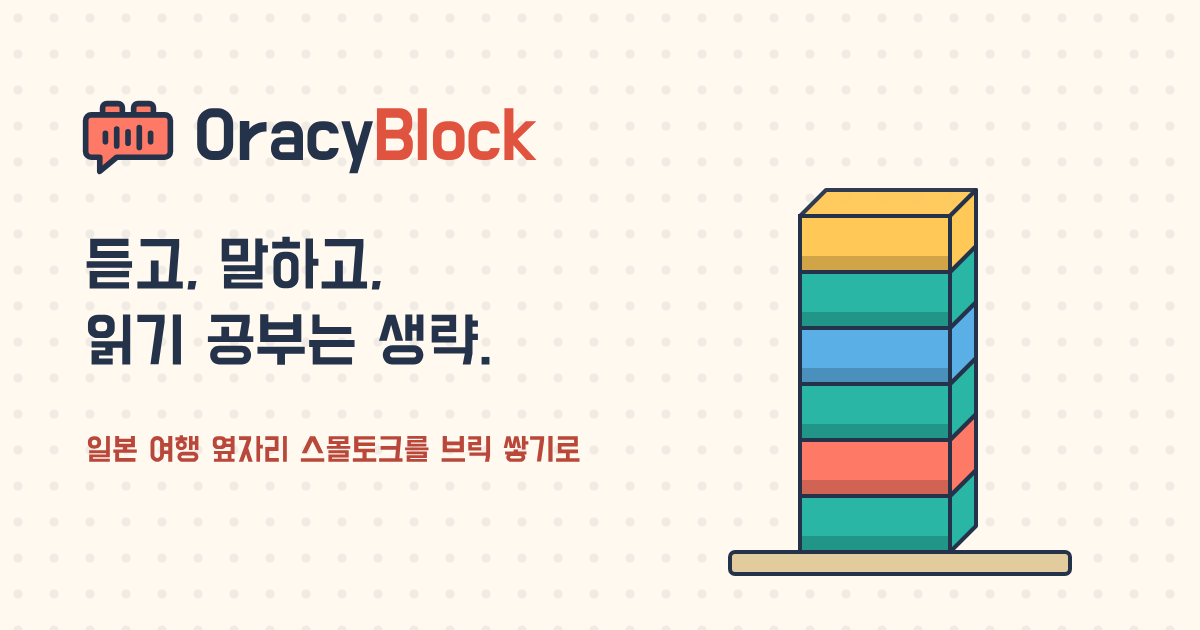 OracyBlock
듣고, 말하고,
읽기 공부는 생략.
일본 여행 옆자리 스몰토크를 브릭 쌓기로